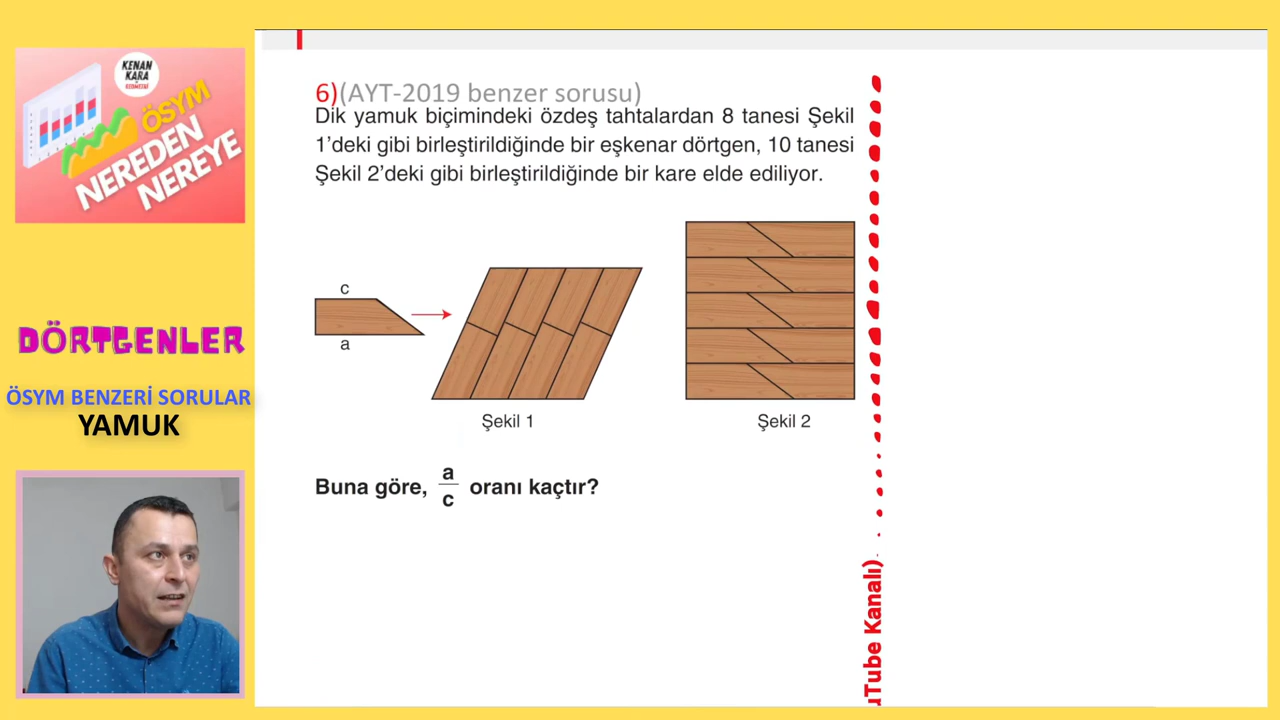 KENAN
KARA
ÖSYM
NEREDEN
NEREYE
DÖRTGENLER
ÖSYM BENZERİ SORULAR
YAMUK
6)(AYT-2019 benzer sorusu)
Dik yamuk biçimindeki özdeş tahtalardan 8 tanesi Şekil
1’deki gibi birleştirildiğinde bir eşkenar dörtgen, 10 tanesi
Şekil 2’deki gibi birleştirildiğinde bir kare elde ediliyor.
c
a
Şekil 1
Şekil 2
Buna göre, a/c oranı kaçtır?
uTube Kanalı)